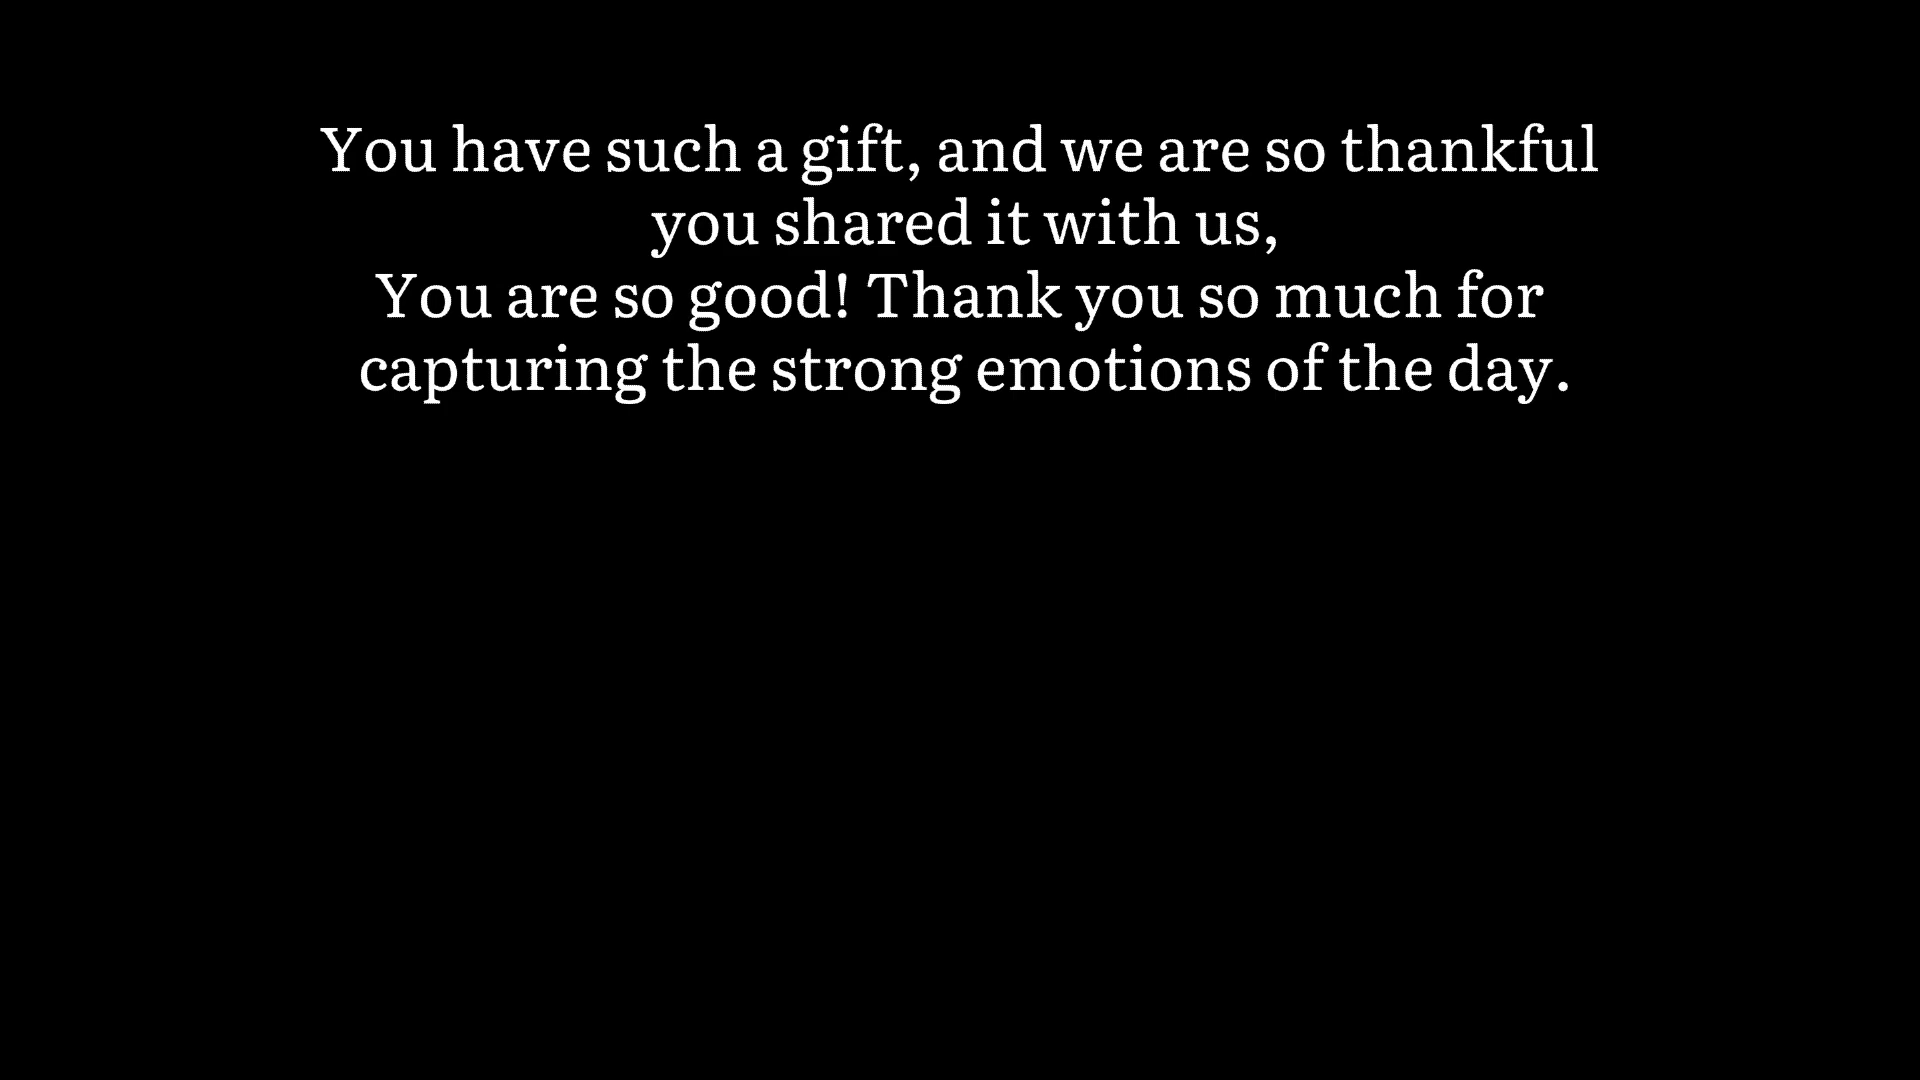 You have such a gift, and we are so thankful
you shared it with us,
You are so good! Thank you so much for
capturing the strong emotions of the day.